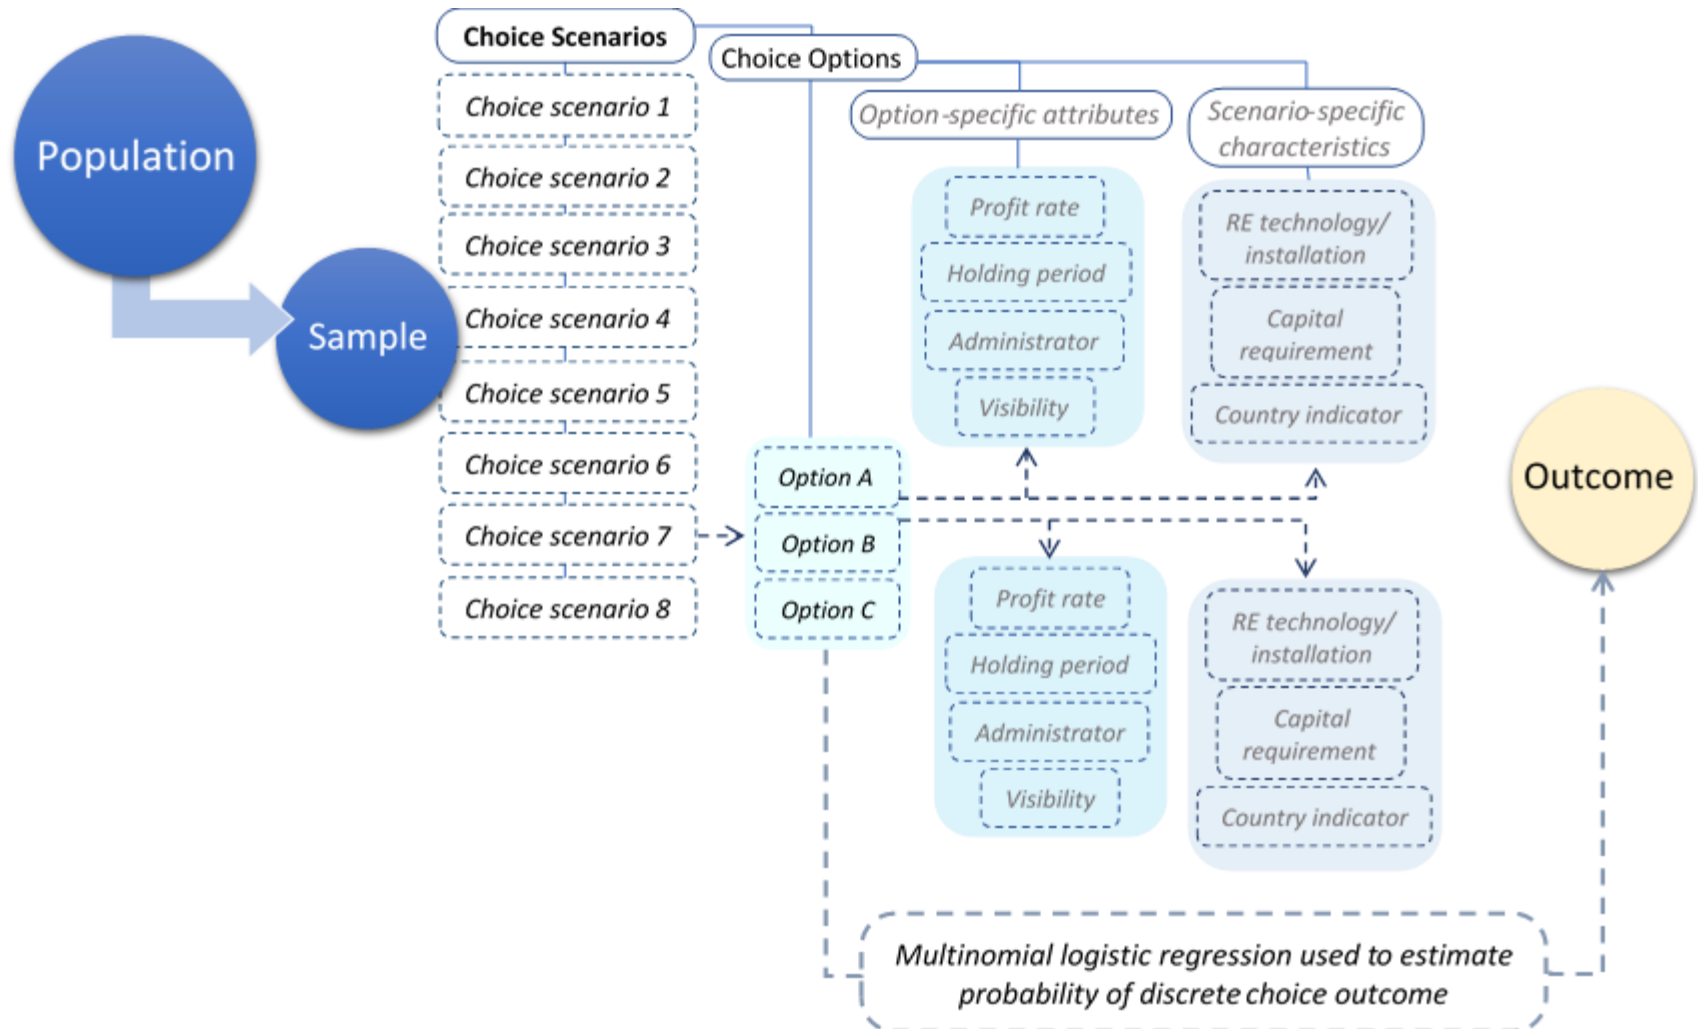 Population
Sample
Choice Scenarios
Choice scenario 1
Choice scenario 2
Choice scenario 3
Choice scenario 4
Choice scenario 5
Choice scenario 6
Choice scenario 7
Choice scenario 8
Choice Options
Option A
Option B
Option C
Option-specific attributes
Profit rate
Holding period
Administrator
Visibility
Scenario-specific
characteristics
RE technology/
installation
Capital
requirement
Country indicator
Profit rate
Holding period
Administrator
Visibility
RE technology/
installation
Capital
requirement
Country indicator
Multinomial logistic regression used to estimate
probability of discrete choice outcome
Outcome